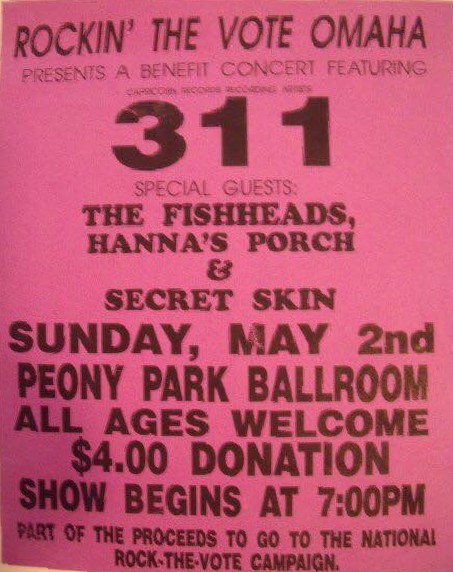 ROCKIN' THE VOTE OMAHA
PRESENTS A BENEFIT CONCERT FEATURING
CAPRICORN RECORDS RECORDING ARTISTS
311
SPECIAL GUESTS:
THE FISHHEADS,
HANNA'S PORCH
&
SECRET SKIN
SUNDAY, MAY 2nd
PEONY PARK BALLROOM
ALL AGES WELCOME
$4.00 DONATION
SHOW BEGINS AT 7:00PM
PART OF THE PROCEEDS TO GO TO THE NATIONAL
ROCK-THE-VOTE CAMPAIGN.